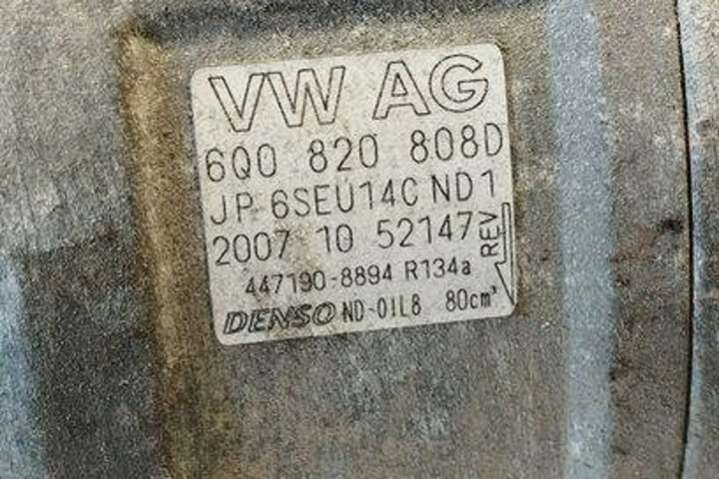 VW AG
6Q0 820 808D
JP 6SEU14C ND1
2007 10 52147
REV
447190-8894 R134a
DENSO ND-OIL8 80cm³